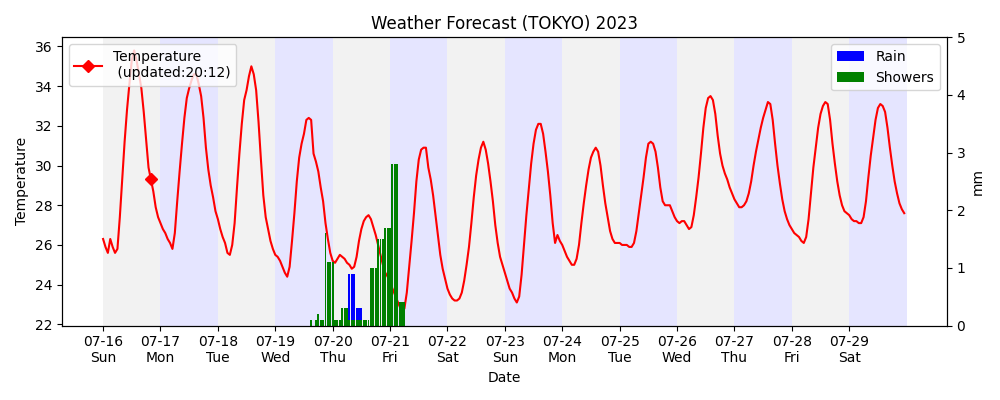 Weather Forecast (TOKYO) 2023
Temperature
(updated:20:12)
Rain
Showers
36
34
32
30
28
26
24
22
Temperature
5
4
3
2
1
0
mm
07-16 07-17 07-18 07-19 07-20 07-21 07-22 07-23 07-24 07-25 07-26 07-27 07-28 07-29
Sun Mon Tue Wed Thu Fri Sat Sun Mon Tue Wed Thu Fri Sat
Date